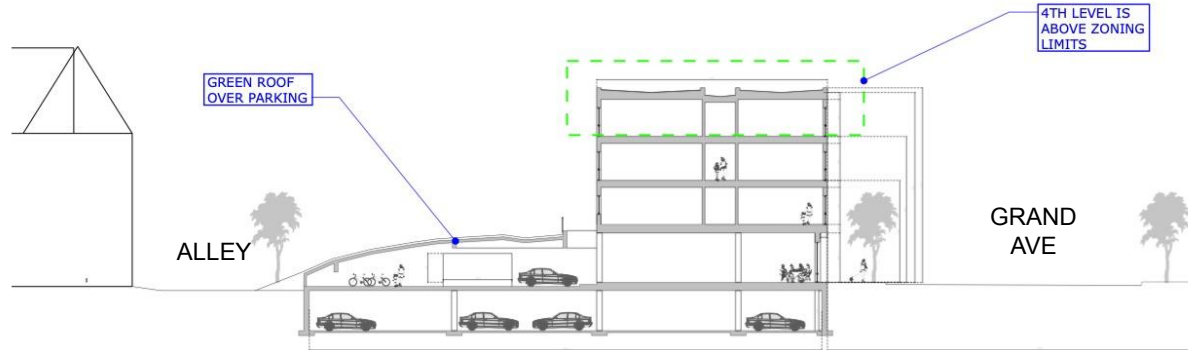 4TH LEVEL IS
ABOVE ZONING
LIMITS
GREEN ROOF
OVER PARKING
ALLEY
GRAND
AVE